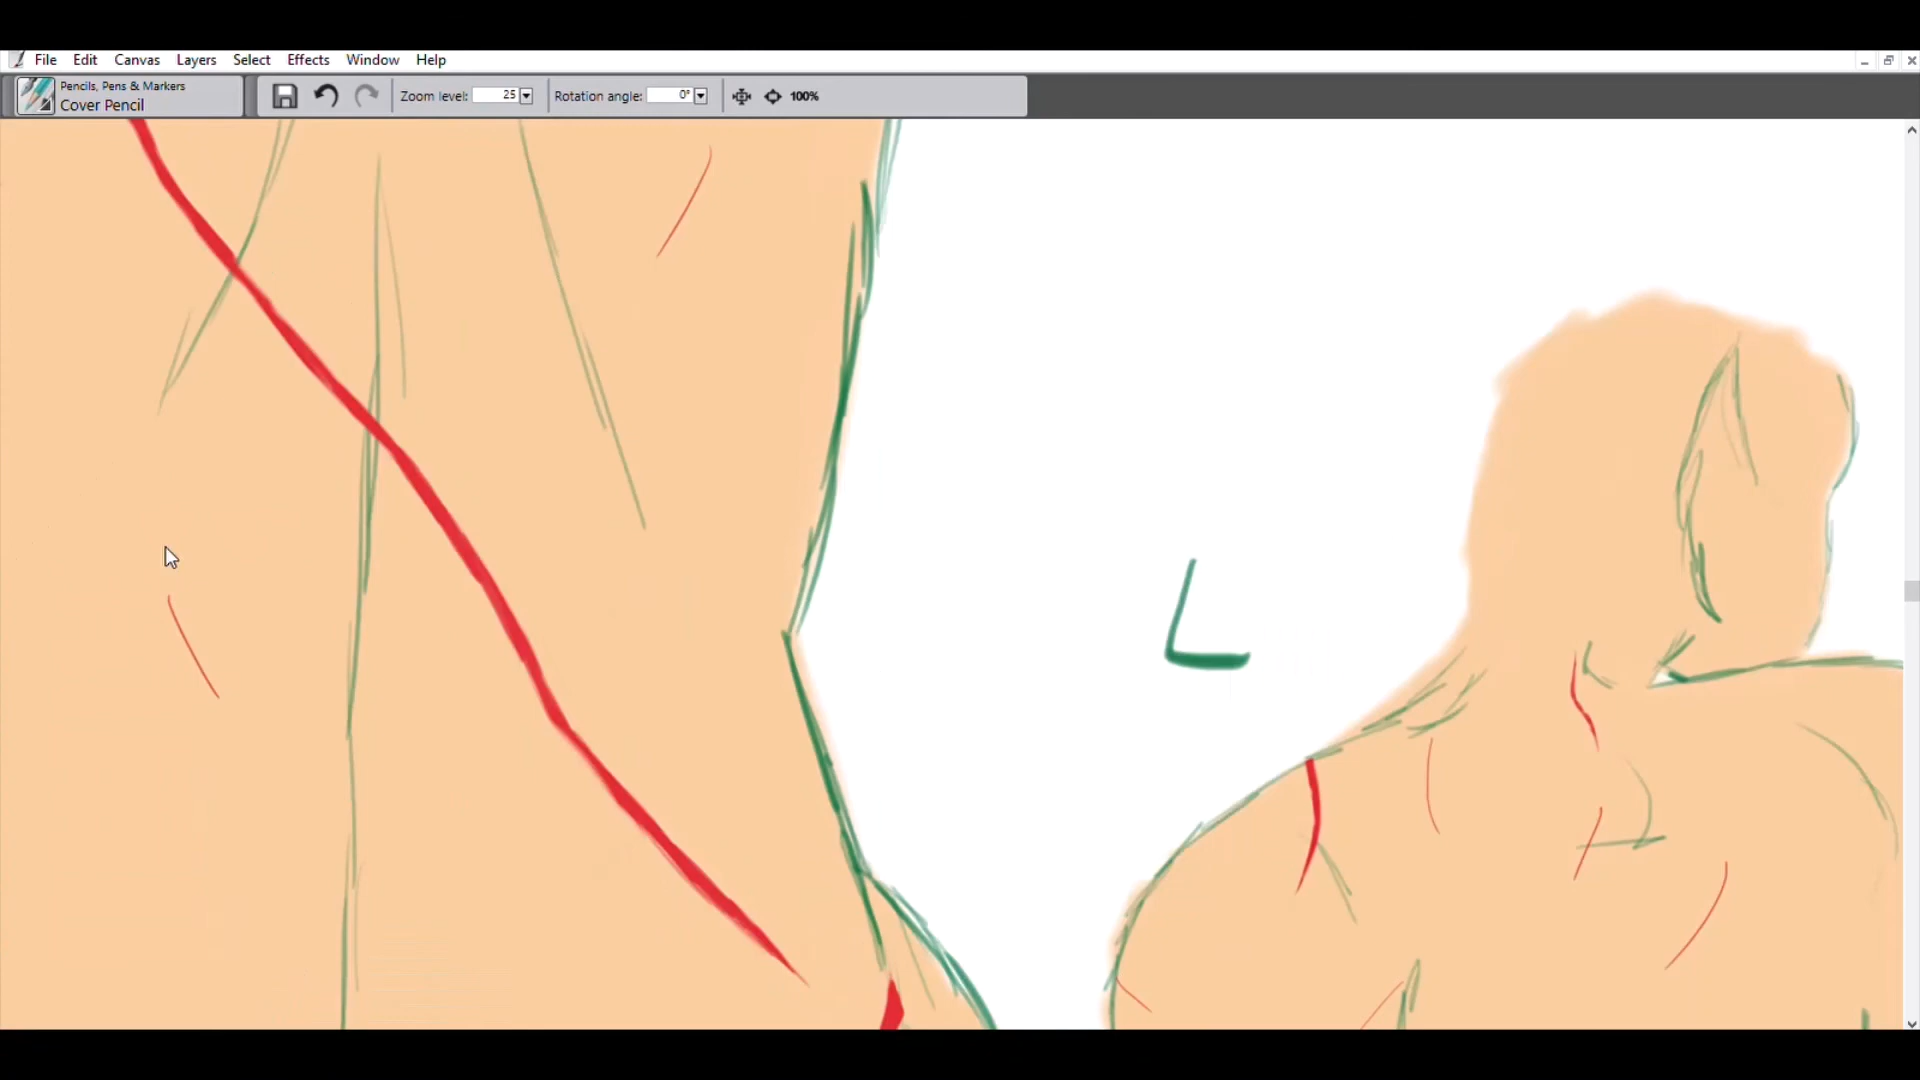 File Edit Canvas Layers Select Effects Window Help
Pencils, Pens & Markers
Cover Pencil
Zoom level: 25 Rotation angle: 0° 100%
L